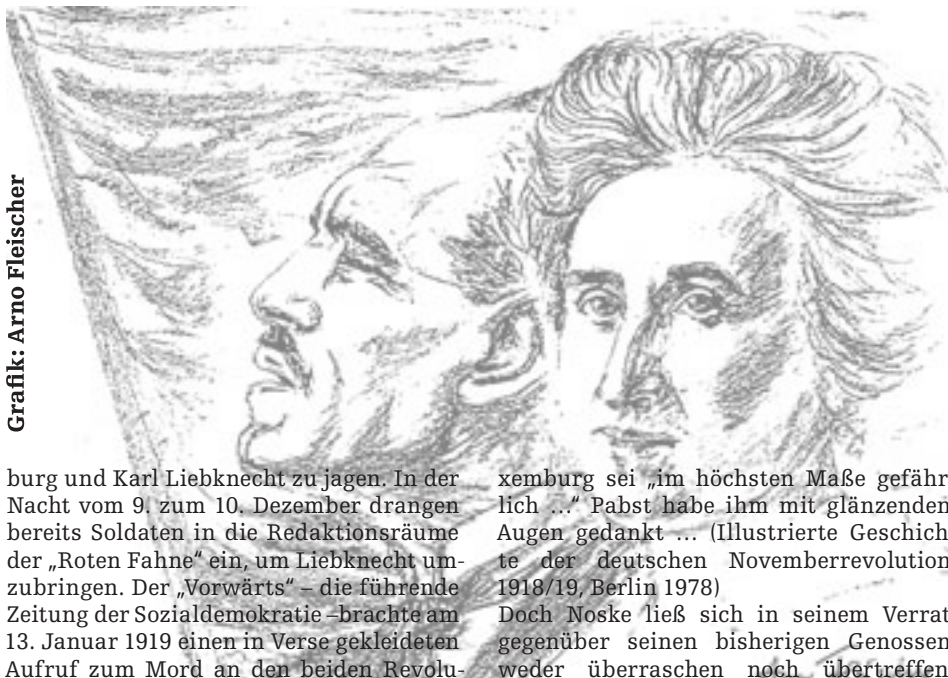 Grafik: Arno Fleischer
burg und Karl Liebknecht zu jagen. In der
Nacht vom 9. zum 10. Dezember drangen
bereits Soldaten in die Redaktionsräume
der „Roten Fahne“ ein, um Liebknecht um-
zubringen. Der „Vorwärts“ – die führende
Zeitung der Sozialdemokratie –brachte am
13. Januar 1919 einen in Verse gekleideten
Aufruf zum Mord an den beiden Revolu-
xemburg sei „im höchsten Maße gefähr
lich ...“ Pabst habe ihm mit glänzenden
Augen gedankt ... (Illustrierte Geschich
te der deutschen Novemberrevolution
1918/19, Berlin 1978)
Doch Noske ließ sich in seinem Verrat
gegenüber seinen bisherigen Genossen
weder überraschen noch übertreffen